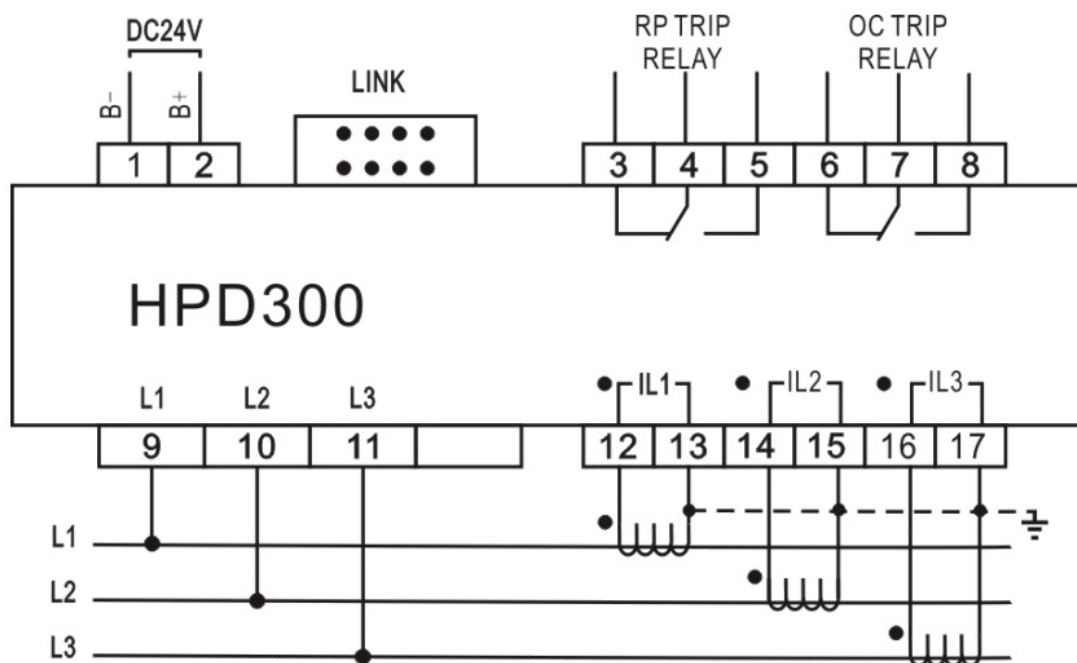 DC24V
RP TRIP
RELAY
OC TRIP
RELAY
B-
B+
LINK
1 2 3 4 5 6 7 8
HPD300
L1 L2 L3 IL1 IL2 IL3
9 10 11 12 13 14 15 16 17
L1
L2
L3